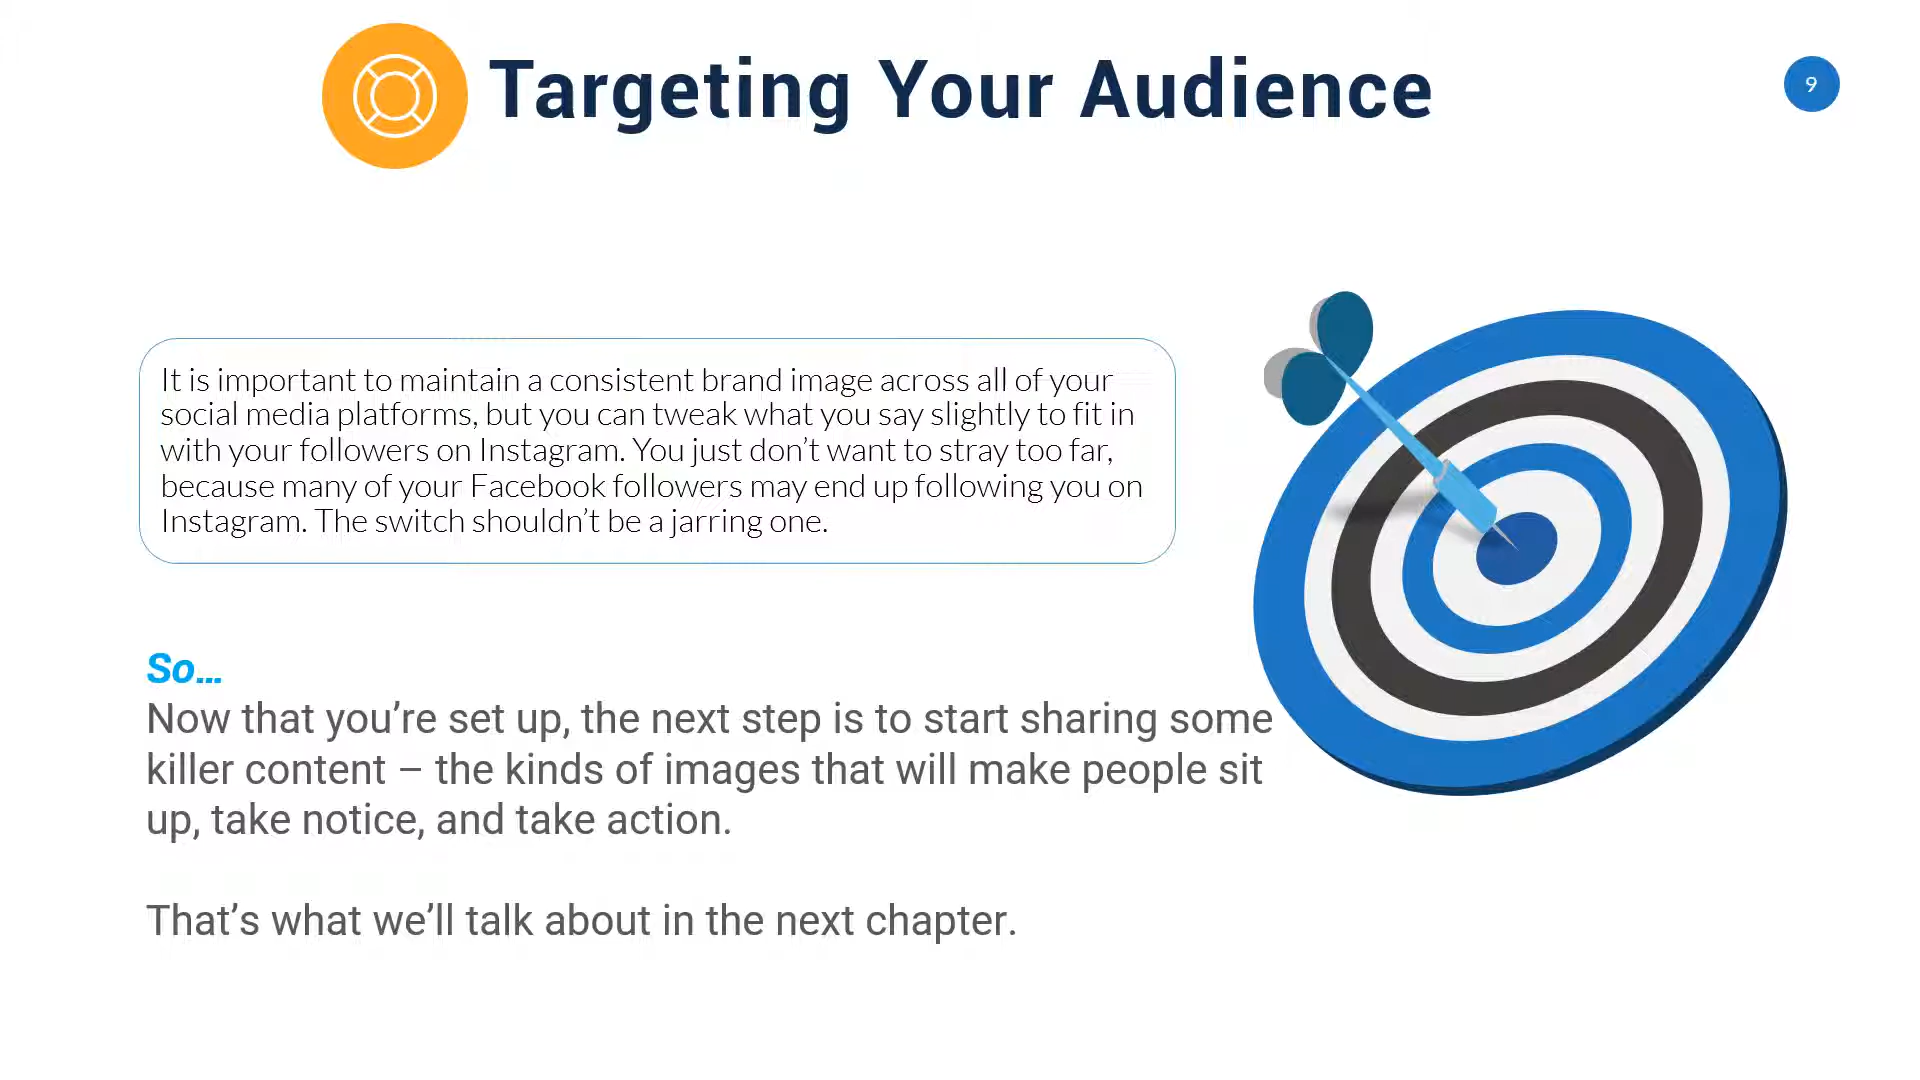 Targeting Your Audience
9
It is important to maintain a consistent brand image across all of your
social media platforms, but you can tweak what you say slightly to fit in
with your followers on Instagram. You just don’t want to stray too far,
because many of your Facebook followers may end up following you on
Instagram. The switch shouldn’t be a jarring one.
So...
Now that you’re set up, the next step is to start sharing some
killer content – the kinds of images that will make people sit
up, take notice, and take action.
That’s what we’ll talk about in the next chapter.